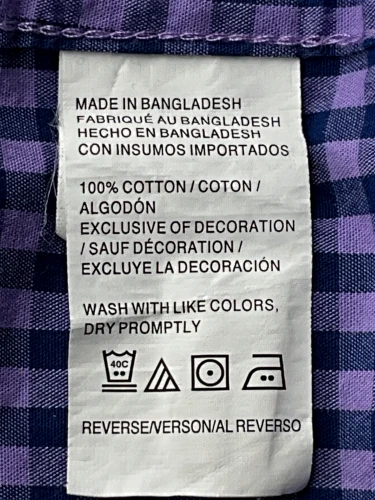 MADE IN BANGLADESH
FABRIQUÉ AU BANGLADESH
HECHO EN BANGLADESH
CON INSUMOS IMPORTADOS
100% COTTON / COTON /
ALGODÓN
EXCLUSIVE OF DECORATION
/ SAUF DÉCORATION /
EXCLUYE LA DECORACIÓN
WASH WITH LIKE COLORS,
DRY PROMPTLY
40C
REVERSE/VERSON/AL REVERSO